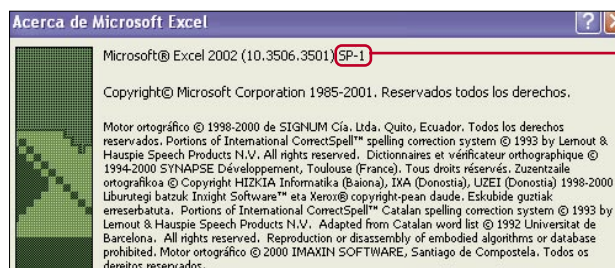 Acerca de Microsoft Excel
Microsoft® Excel 2002 (10.3506.3501) SP-1
Copyright© Microsoft Corporation 1985-2001. Reservados todos los derechos.
Motor ortográfico © 1998-2000 de SIGNUM Cía. Ltda. Quito, Ecuador. Todos los derechos
reservados. Portions of International CorrectSpell™ spelling correction system © 1993 by Lernout &
Hauspie Speech Products N.V. All rights reserved. Dictionnaires et vérificateur orthographique ©
1994-2000 SYNAPSE Développement, Toulouse (France). Tous droits réservés. Zuzentzaile
ortografikoa © Copyright HIZKIA Informatika (Baiona), IXA (Donostia), UZEI (Donostia) 1998-2000
Liburutegi batzuk Inxight Software™ eta Xerox® copyright-pean daude. Eskubide guztiak
erreserbatuta. Portions of International CorrectSpell™ Catalan spelling correction system © 1993 by
Lernout & Hauspie Speech Products N.V. Adapted from Catalan word list © 1992 Universitat de
Barcelona. All rights reserved. Reproduction or disassembly of embodied algorithms or database
prohibited. Motor ortográfico © 2000 IMAXIN SOFTWARE, Santiago de Compostela. Todos os
dereitos reservados.